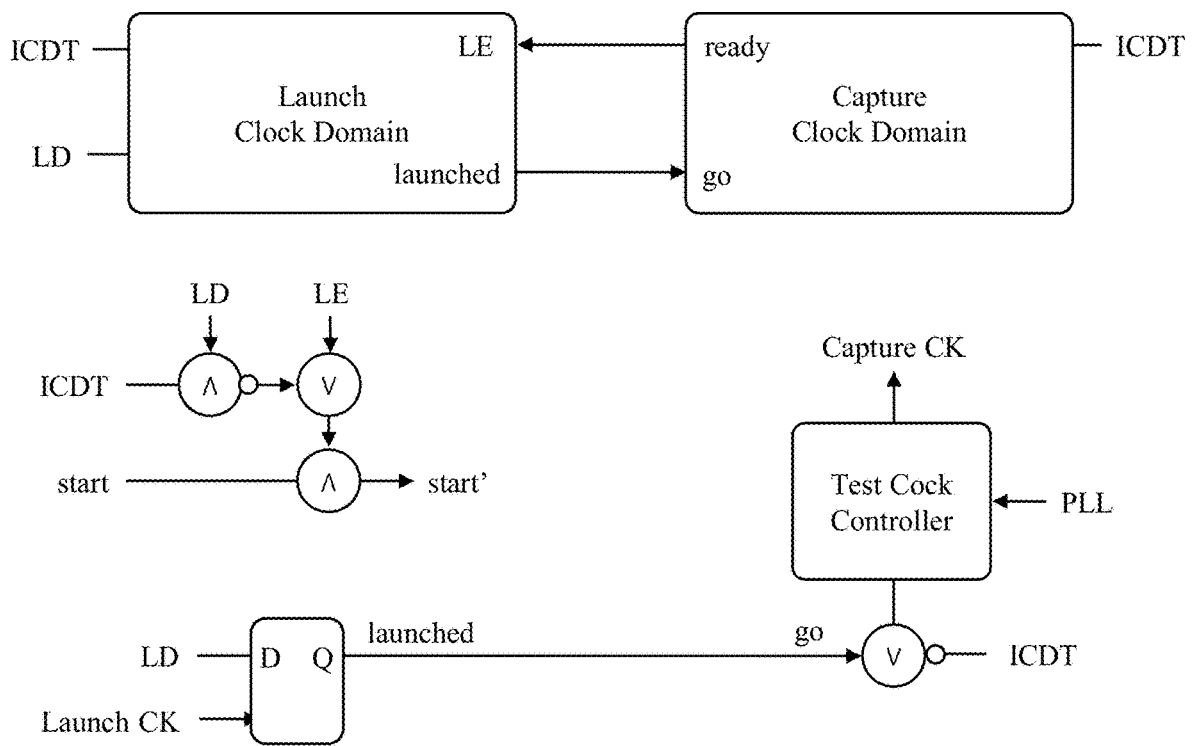 ICDT
LE
ready
ICDT
Launch
Clock Domain
Capture
Clock Domain
LD
launched
go
LD
LE
ICDT
Λ
V
start
Λ
start'
Capture CK
Test Cock
Controller
PLL
LD
D
Q
launched
go
V
ICDT
Launch CK